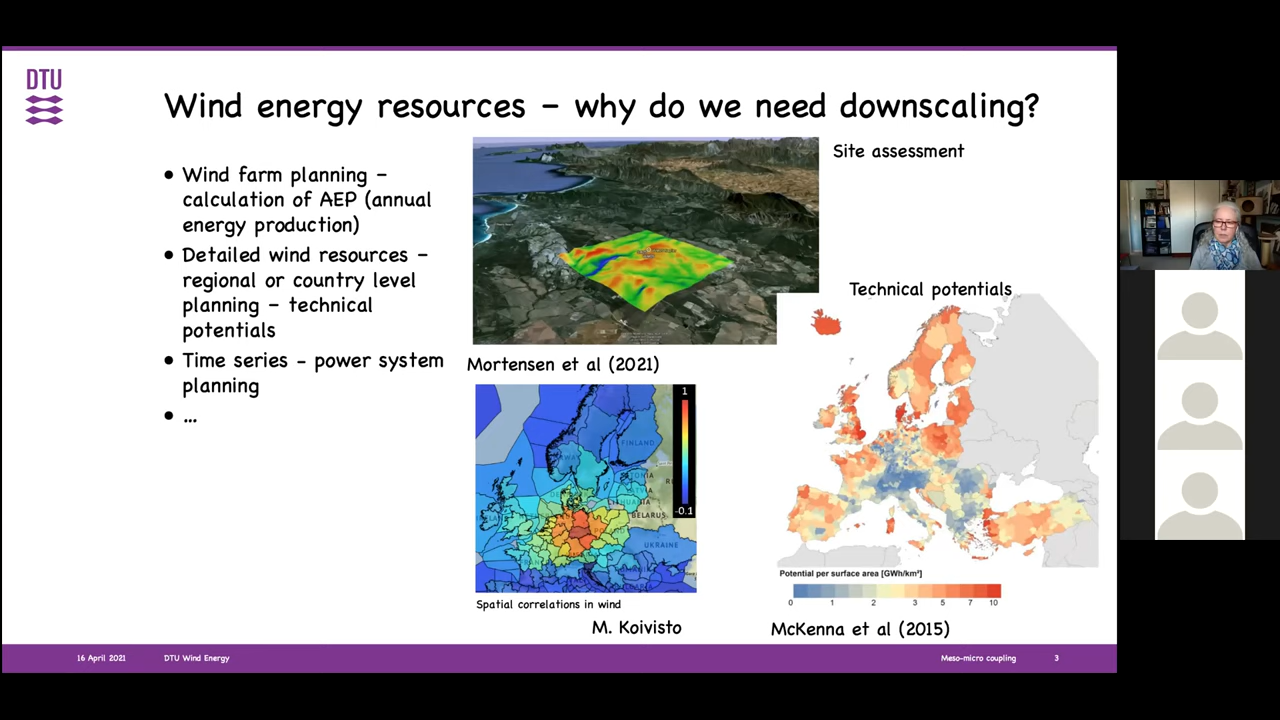 DTU
Wind energy resources – why do we need downscaling?
• Wind farm planning –
calculation of AEP (annual
energy production)
• Detailed wind resources –
regional or country level
planning – technical
potentials
• Time series - power system
planning
• ...
Site assessment
Mortensen et al (2021)
Technical potentials
1
-0.1
FINLAND
BELARUS
UKRAINE
Spatial correlations in wind
M. Koivisto
Potential per surface area [GWh/km²]
0 1 2 3 5 7 10
McKenna et al (2015)
16 April 2021 DTU Wind Energy Meso-micro coupling 3